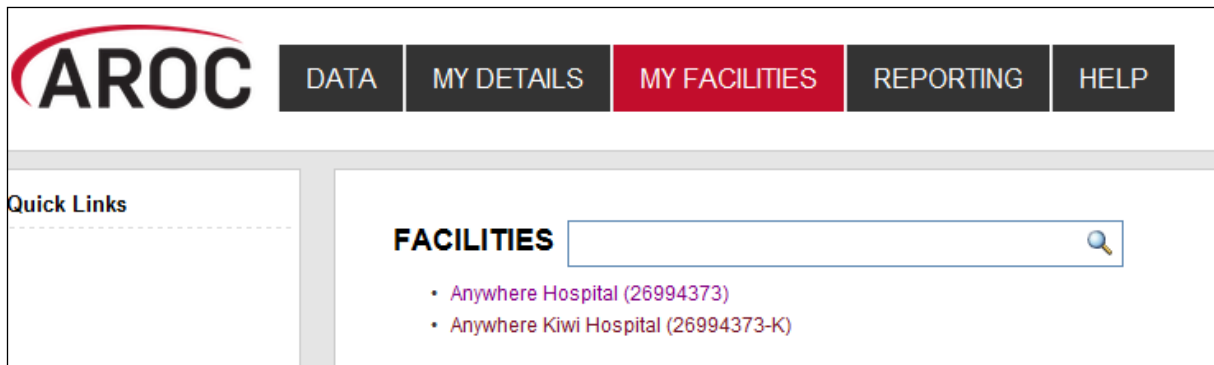 AROC DATA MY DETAILS MY FACILITIES REPORTING HELP
Quick Links
FACILITIES
• Anywhere Hospital (26994373)
• Anywhere Kiwi Hospital (26994373-K)